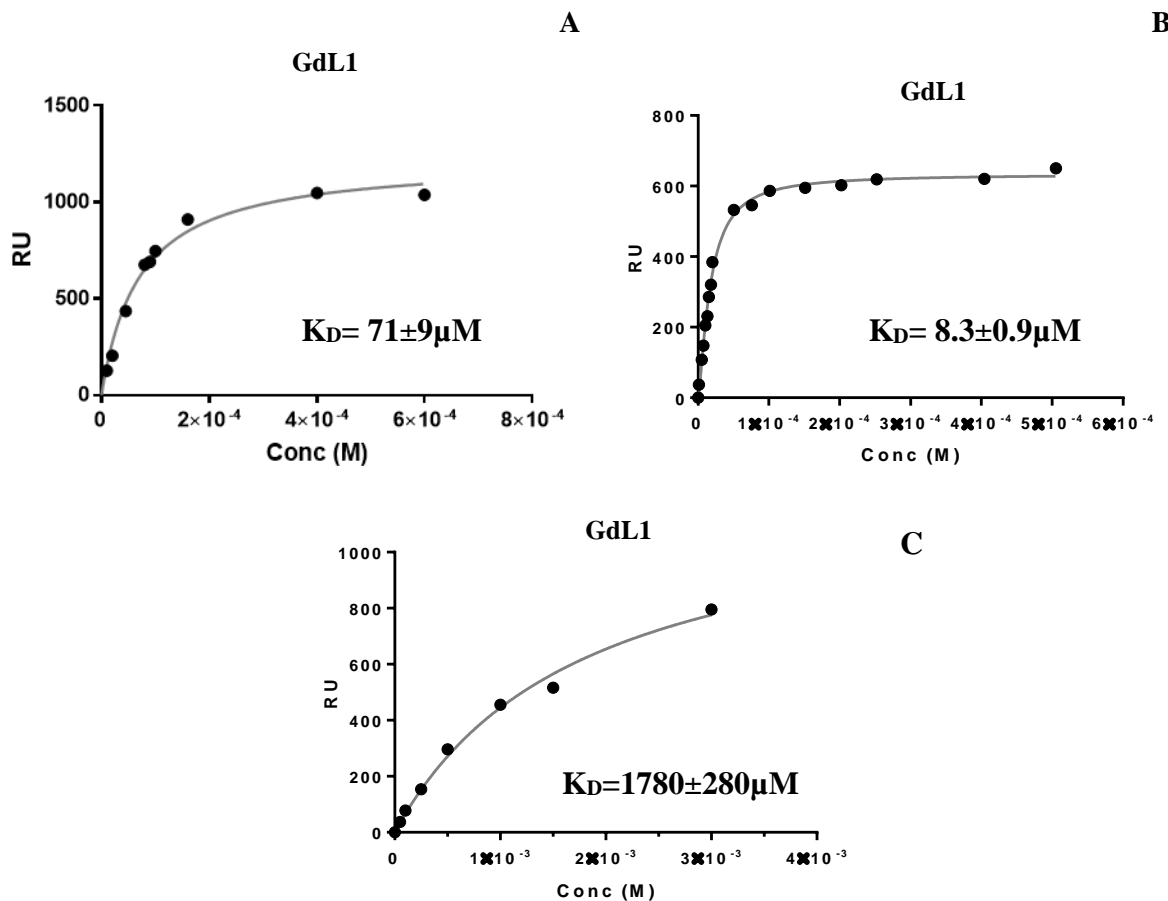 A
GdL1
1500
1000
500
0
RU
0 2×10⁻⁴ 4×10⁻⁴ 6×10⁻⁴ 8×10⁻⁴
Conc (M)
KD= 71±9µM
B
GdL1
800
600
400
200
0
RU
0 1✖10⁻⁴ 2✖10⁻⁴ 3✖10⁻⁴ 4✖10⁻⁴ 5✖10⁻⁴ 6✖10⁻⁴
Conc (M)
KD= 8.3±0.9µM
GdL1
C
1000
800
600
400
200
0
RU
0 1✖10⁻³ 2✖10⁻³ 3✖10⁻³ 4✖10⁻³
Conc (M)
KD=1780±280µM